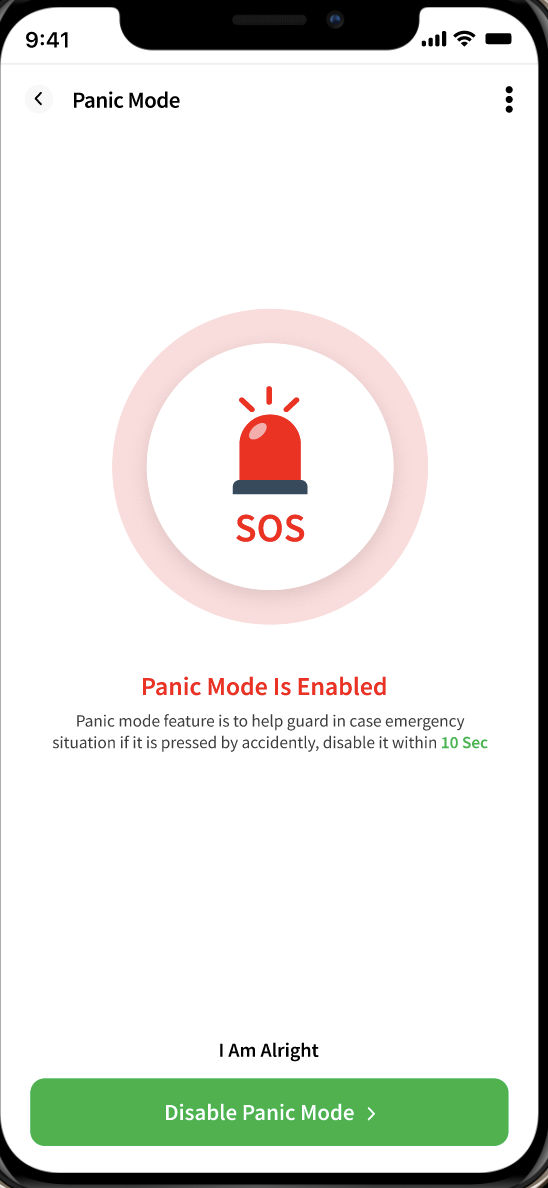 9:41
Panic Mode
SOS
Panic Mode Is Enabled
Panic mode feature is to help guard in case emergency
situation if it is pressed by accidently, disable it within 10 Sec
I Am Alright
Disable Panic Mode